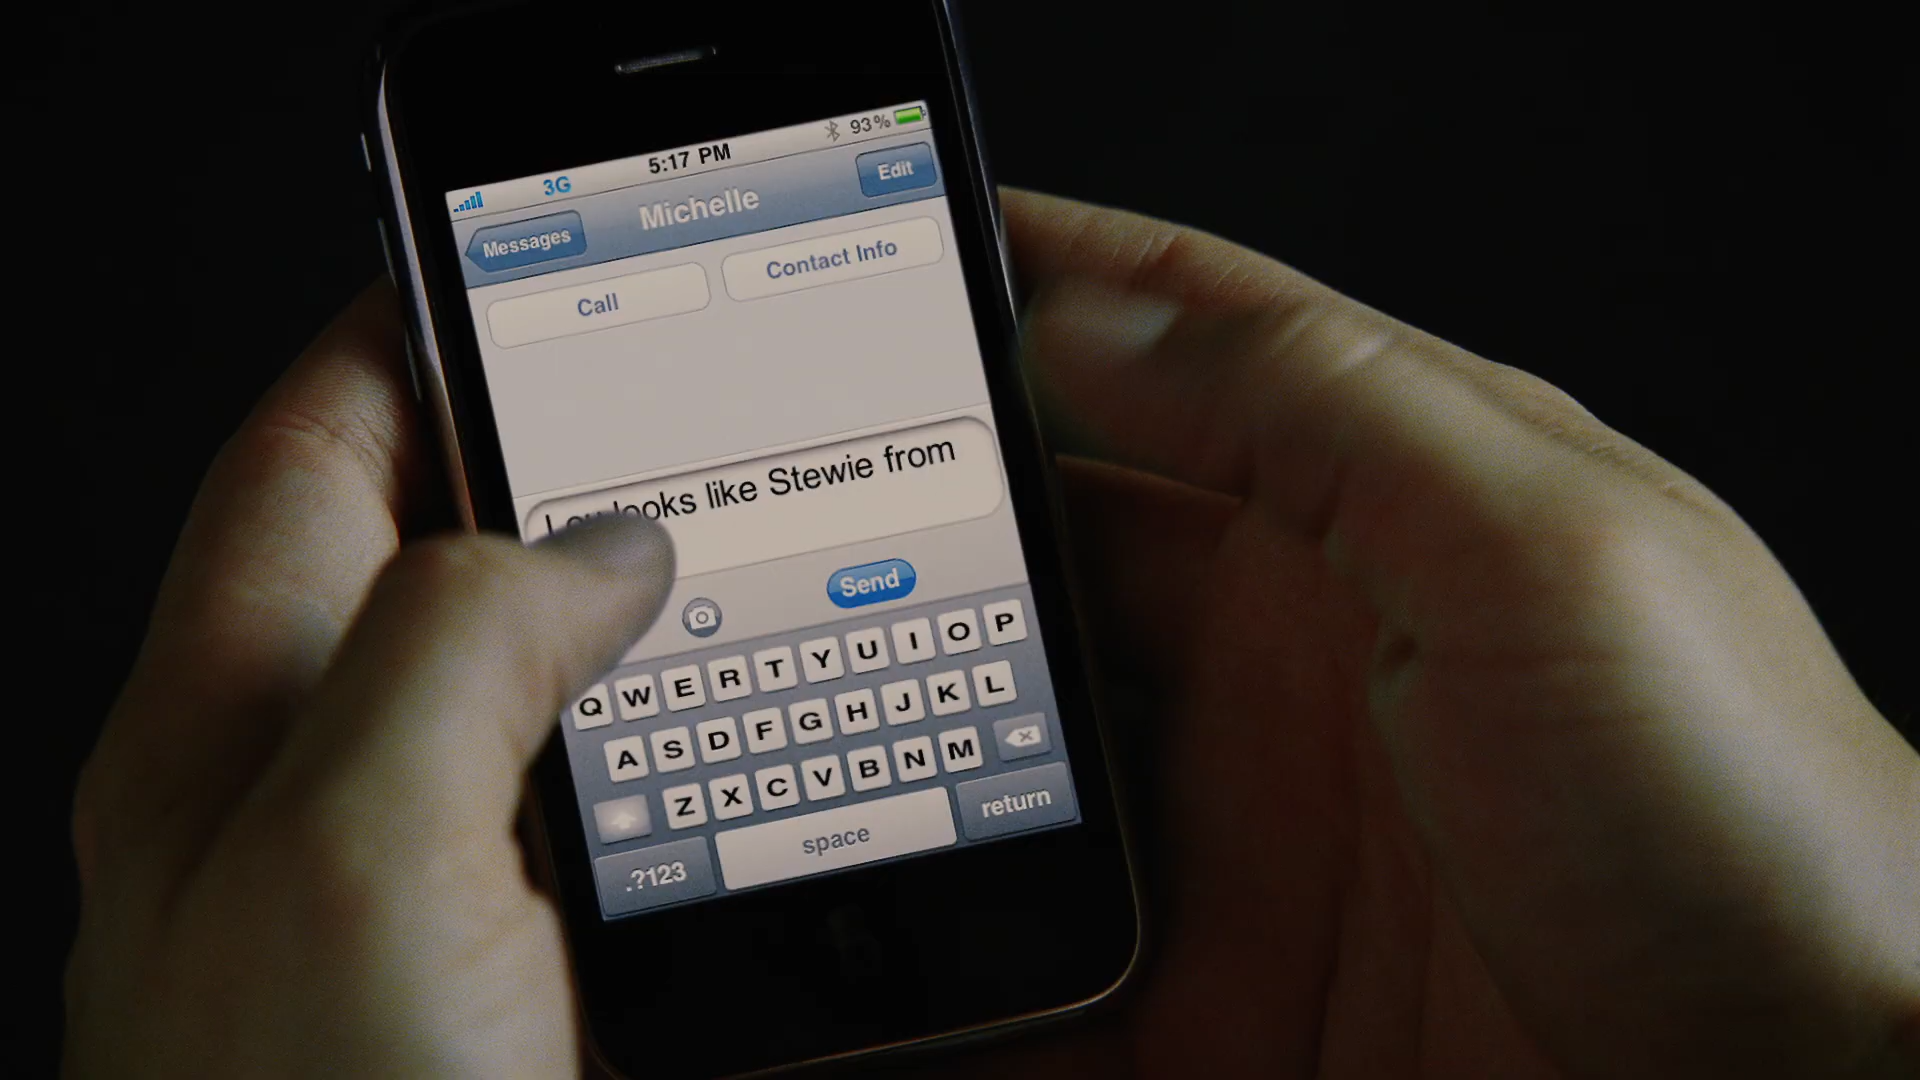 3G 5:17 PM 93%
Messages Michelle Edit
Call Contact Info
looks like Stewie from
Send
Q W E R T Y U I O P
A S D F G H J K L
Z X C V B N M
.?123 space return